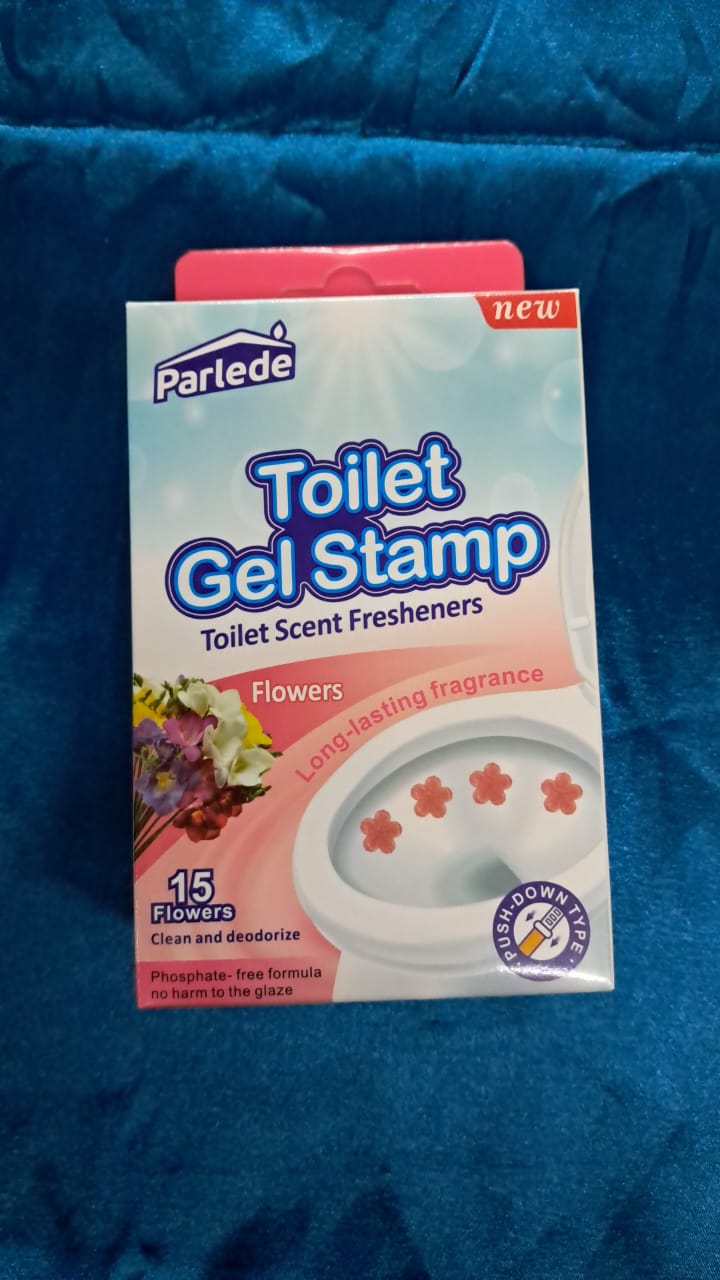 new
Parlede
Toilet
Gel Stamp
Toilet Scent Fresheners
Flowers
Long-lasting fragrance
15
Flowers
Clean and deodorize
Phosphate- free formula
no harm to the glaze
PUSH-DOWN TYPE